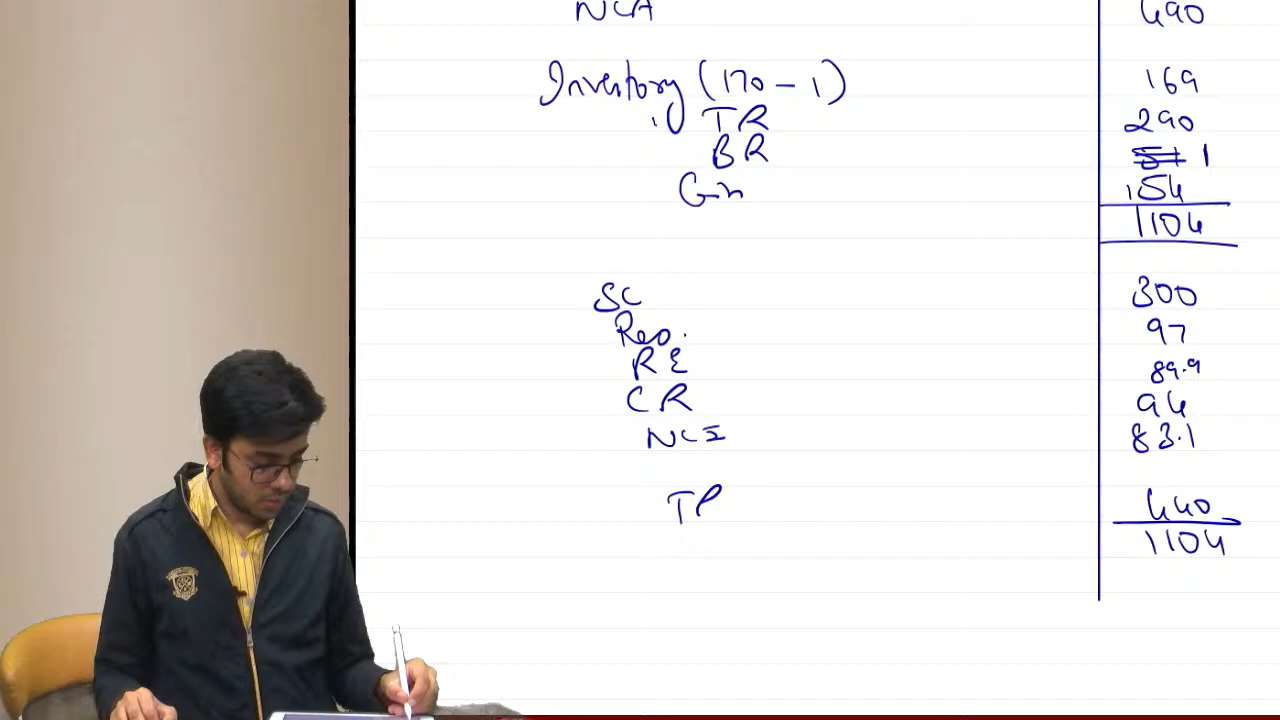 NCA 490
Inventory (170 - 1) 169
TR 290
BR 1
154
1104
SC 300
Res. 97
RE 89.9
CR 94
NCI 83.1
TP 440
1104